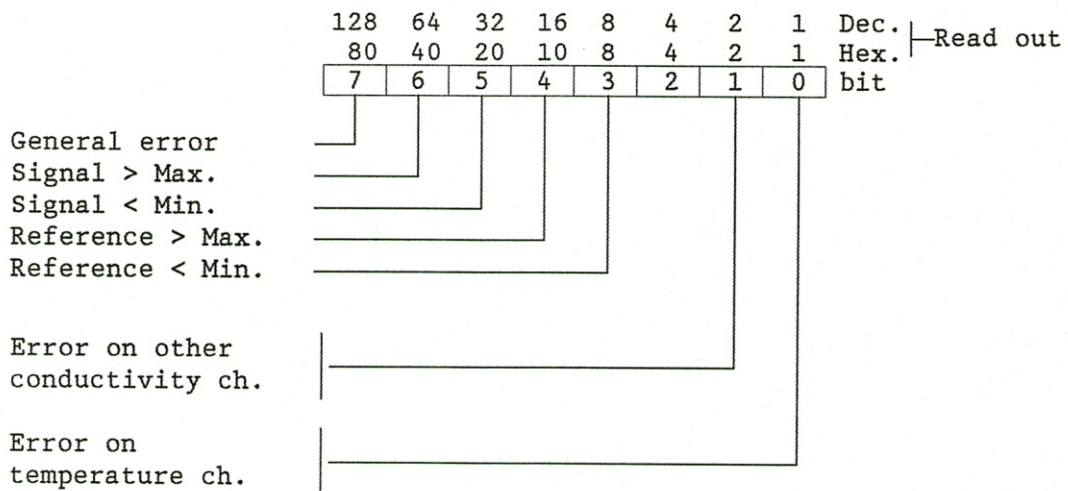 128 64 32 16 8 4 2 1 Dec.
Read out
80 40 20 10 8 4 2 1 Hex.
7 6 5 4 3 2 1 0 bit
General error
Signal > Max.
Signal < Min.
Reference > Max.
Reference < Min.
Error on other
conductivity ch.
Error on
temperature ch.